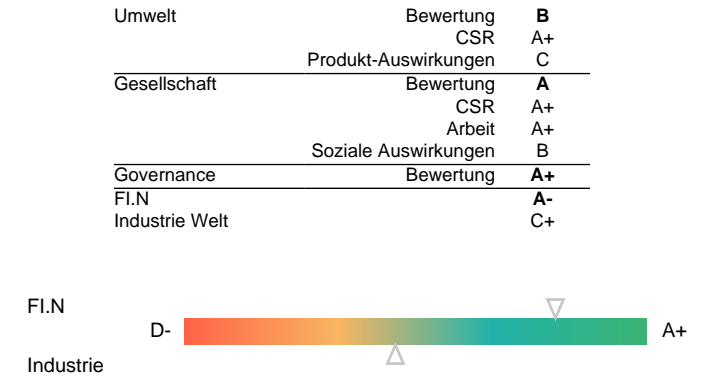 Umwelt Bewertung B
CSR A+
Produkt-Auswirkungen C
Gesellschaft Bewertung A
CSR A+
Arbeit A+
Soziale Auswirkungen B
Governance Bewertung A+
FI.N A-
Industrie Welt C+
FI.N
D- A+
Industrie